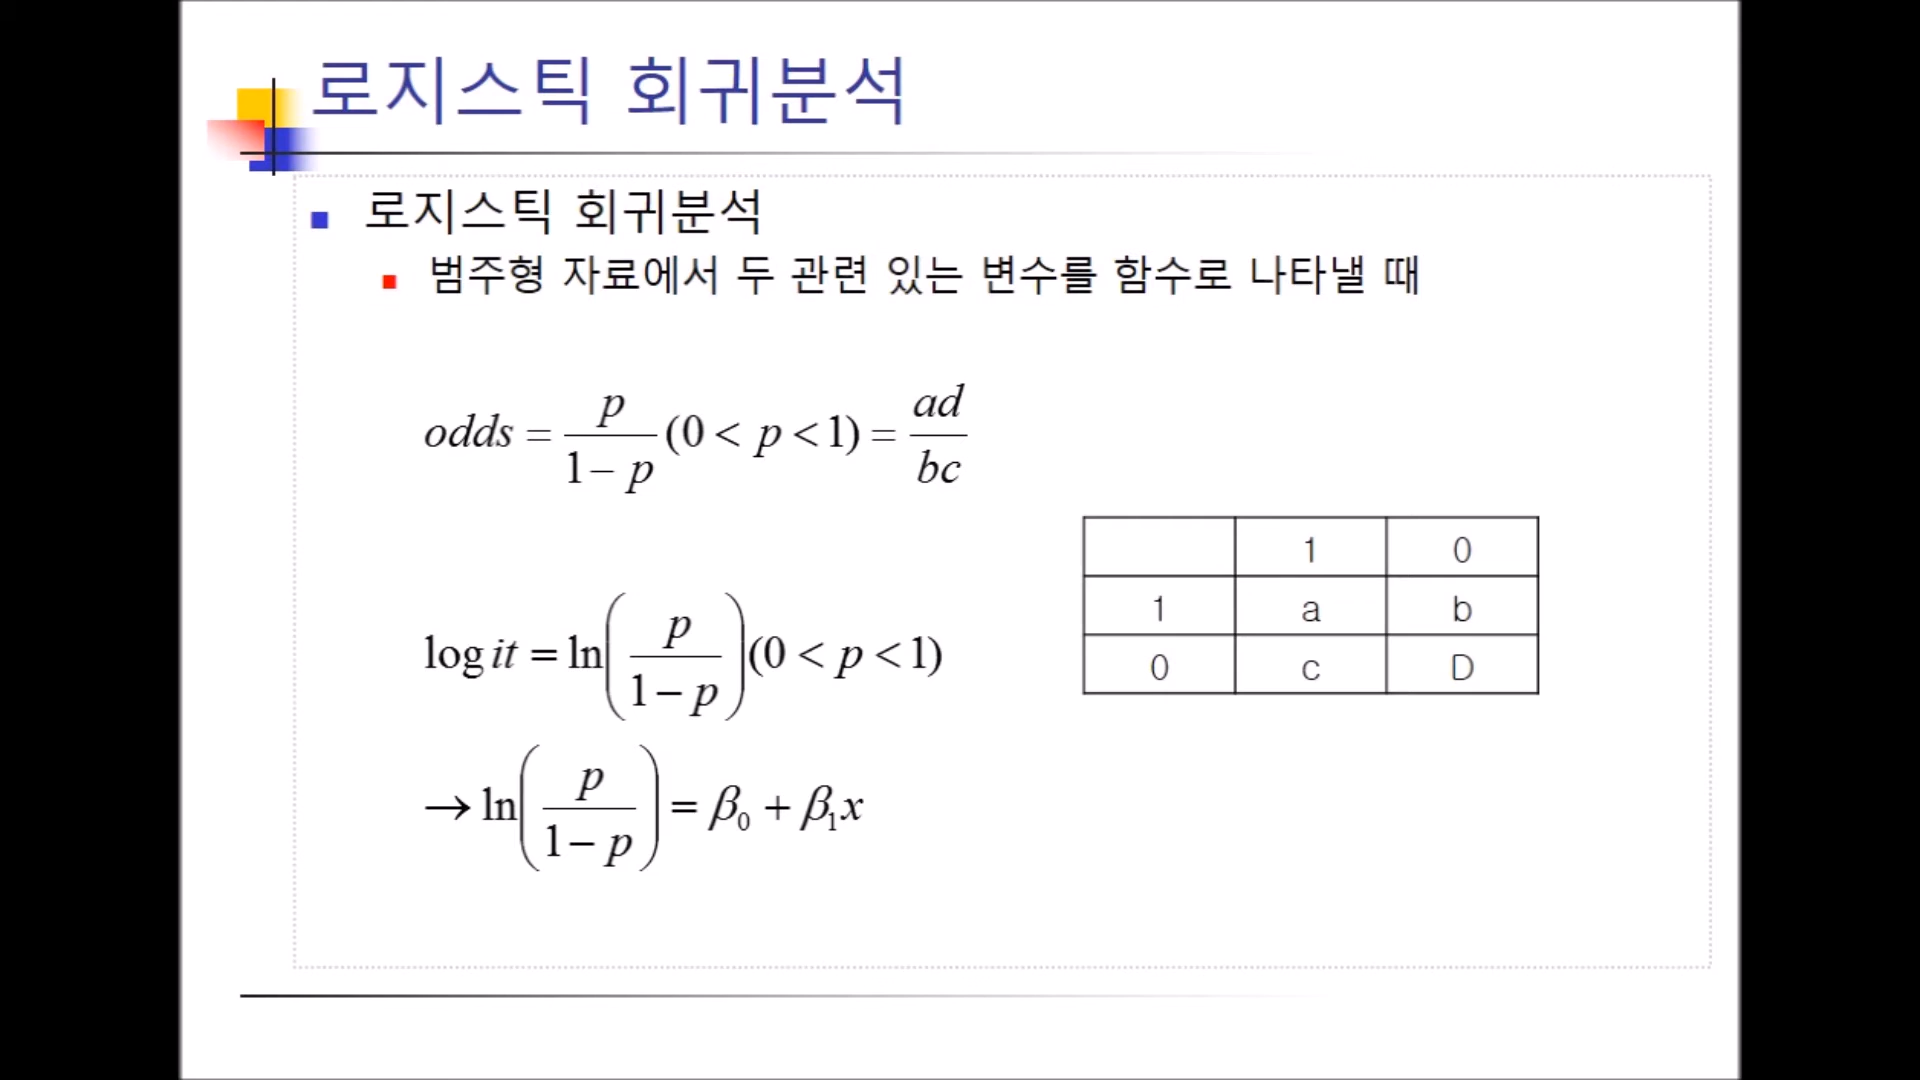 로지스틱 회귀분석
로지스틱 회귀분석
범주형 자료에서 두 관련 있는 변수를 함수로 나타낼 때
odds = p / (1 − p) (0 < p < 1) = ad / bc
logit = ln( p / (1 − p) ) (0 < p < 1)
→ ln( p / (1 − p) ) = β₀ + β₁x
1 0
1 a b
0 c D